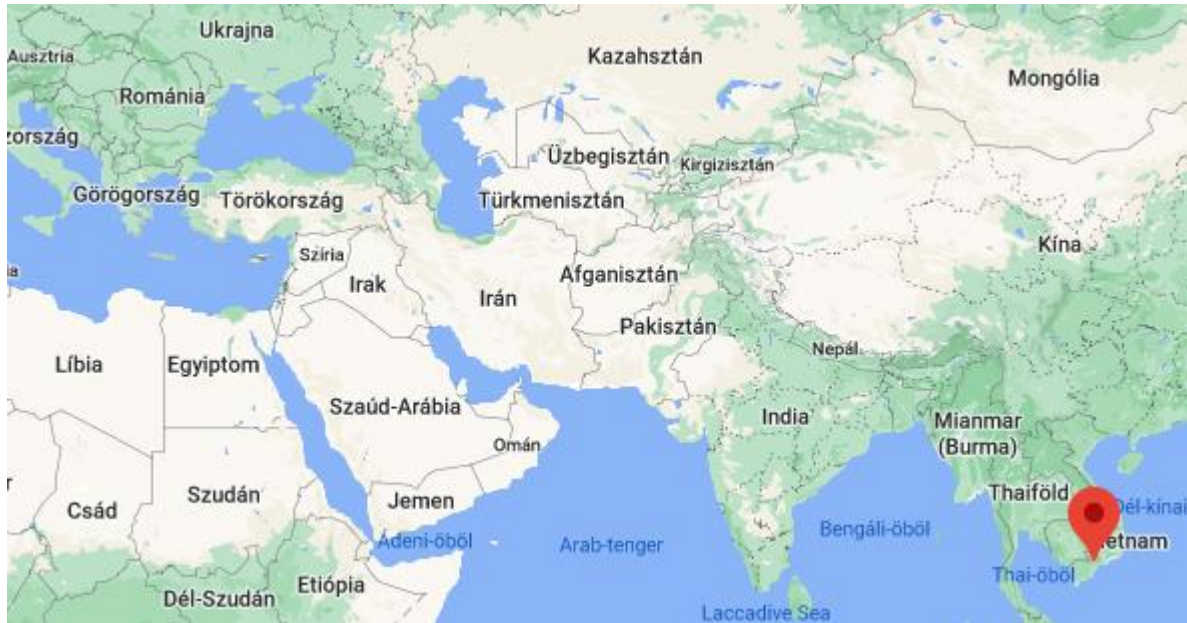 Ukrajna
Ausztria
Kazahsztán
Mongólia
Románia
zország
Üzbegisztán
Kirgizisztán
Görögország
Törökország
Türkmenisztán
Szíria
Kína
a
Irak
Irán
Afganisztán
Pakisztán
Nepál
Líbia
Egyiptom
Szaúd-Arábia
India
Mianmar
(Burma)
Omán
r
Csád
Szudán
Jemen
Thaiföld
Dél-kínai
Ádeni-öböl
Arab-tenger
Bengáli-öböl
ietnam
Thai-öböl
Etiópia
Dél-Szudán
Laccadive Sea